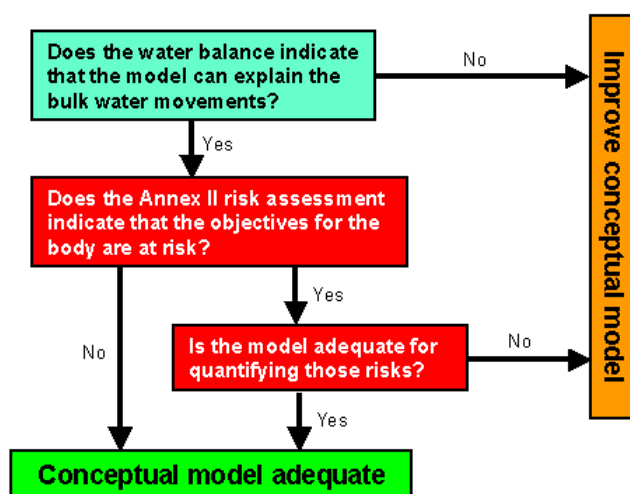 Does the water balance indicate
that the model can explain the
bulk water movements?
No
Yes
Improve conceptual model
Does the Annex II risk assessment
indicate that the objectives for the
body are at risk?
Yes
No
Is the model adequate for
quantifying those risks?
No
Yes
Conceptual model adequate